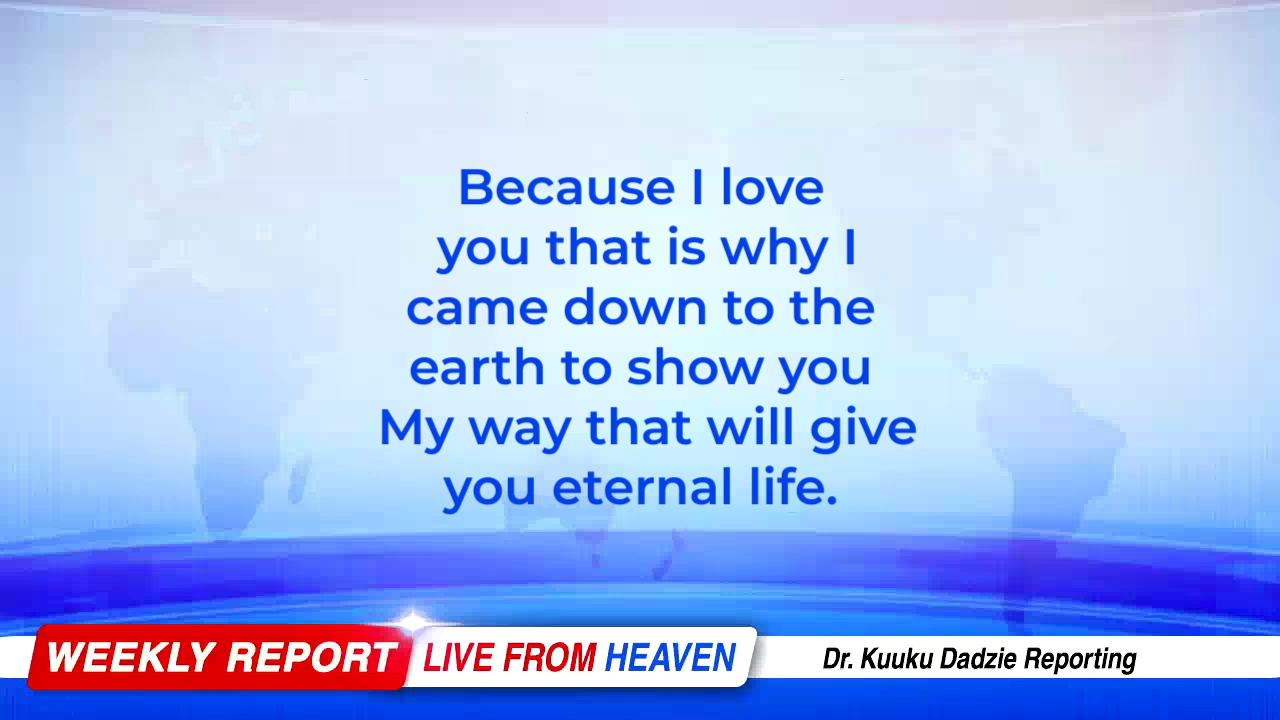 Because I love
you that is why I
came down to the
earth to show you
My way that will give
you eternal life.
WEEKLY REPORT LIVE FROM HEAVEN Dr. Kuuku Dadzie Reporting